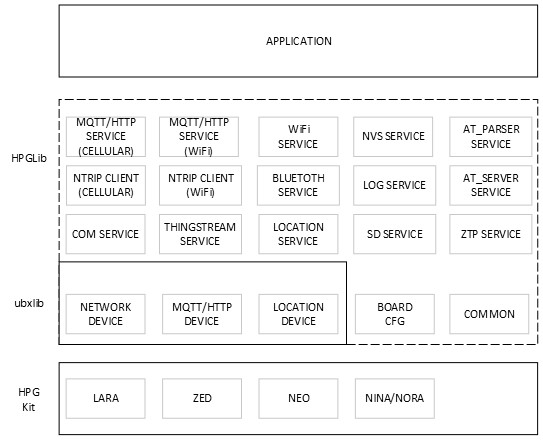 APPLICATION
HPGLib
MQTT/HTTP
SERVICE
(CELLULAR)
MQTT/HTTP
SERVICE
(WiFi)
WiFi
SERVICE
NVS SERVICE
AT_PARSER
SERVICE
NTRIP CLIENT
(CELLULAR)
NTRIP CLIENT
(WiFi)
BLUETOTH
SERVICE
LOG SERVICE
AT_SERVER
SERVICE
COM SERVICE
THINGSTREAM
SERVICE
LOCATION
SERVICE
SD SERVICE
ZTP SERVICE
ubxlib
NETWORK
DEVICE
MQTT/HTTP
DEVICE
LOCATION
DEVICE
BOARD
CFG
COMMON
HPG
Kit
LARA
ZED
NEO
NINA/NORA